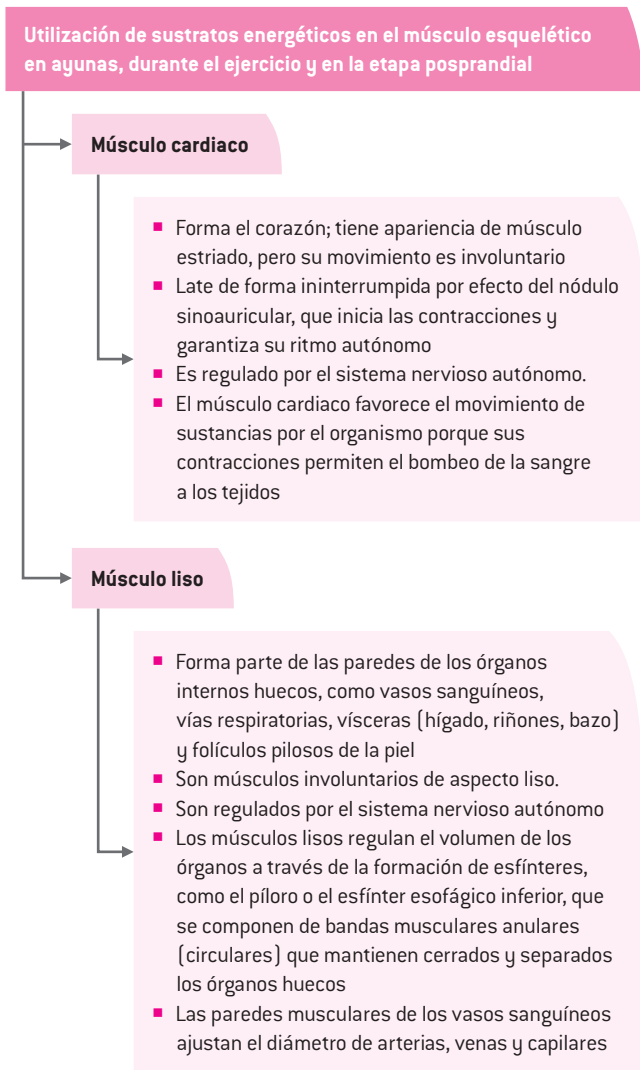 Utilización de sustratos energéticos en el músculo esquelético
en ayunas, durante el ejercicio y en la etapa posprandial
Músculo cardiaco
■ Forma el corazón; tiene apariencia de músculo
estriado, pero su movimiento es involuntario
■ Late de forma ininterrumpida por efecto del nódulo
sinoauricular, que inicia las contracciones y
garantiza su ritmo autónomo
■ Es regulado por el sistema nervioso autónomo.
■ El músculo cardiaco favorece el movimiento de
sustancias por el organismo porque sus
contracciones permiten el bombeo de la sangre
a los tejidos
Músculo liso
■ Forma parte de las paredes de los órganos
internos huecos, como vasos sanguíneos,
vías respiratorias, vísceras (hígado, riñones, bazo)
y folículos pilosos de la piel
■ Son músculos involuntarios de aspecto liso.
■ Son regulados por el sistema nervioso autónomo
■ Los músculos lisos regulan el volumen de los
órganos a través de la formación de esfínteres,
como el píloro o el esfínter esofágico inferior, que
se componen de bandas musculares anulares
(circulares) que mantienen cerrados y separados
los órganos huecos
■ Las paredes musculares de los vasos sanguíneos
ajustan el diámetro de arterias, venas y capilares